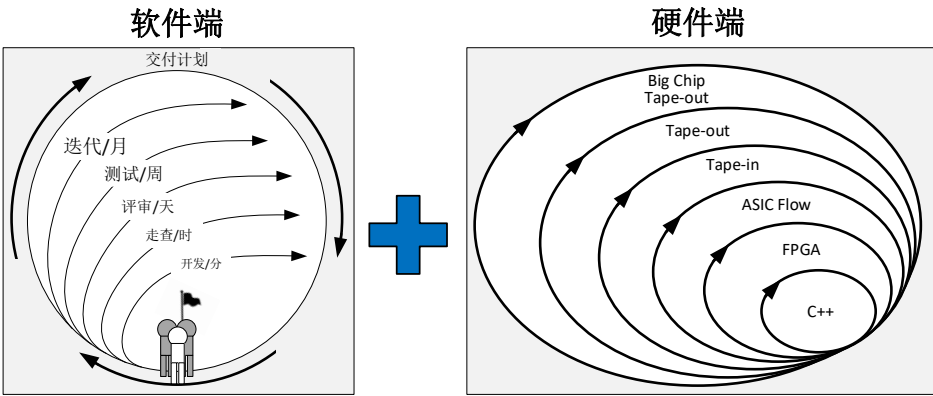 软件端
交付计划
迭代/月
测试/周
评审/天
走查/时
开发/分
硬件端
Big Chip
Tape-out
Tape-out
Tape-in
ASIC Flow
FPGA
C++